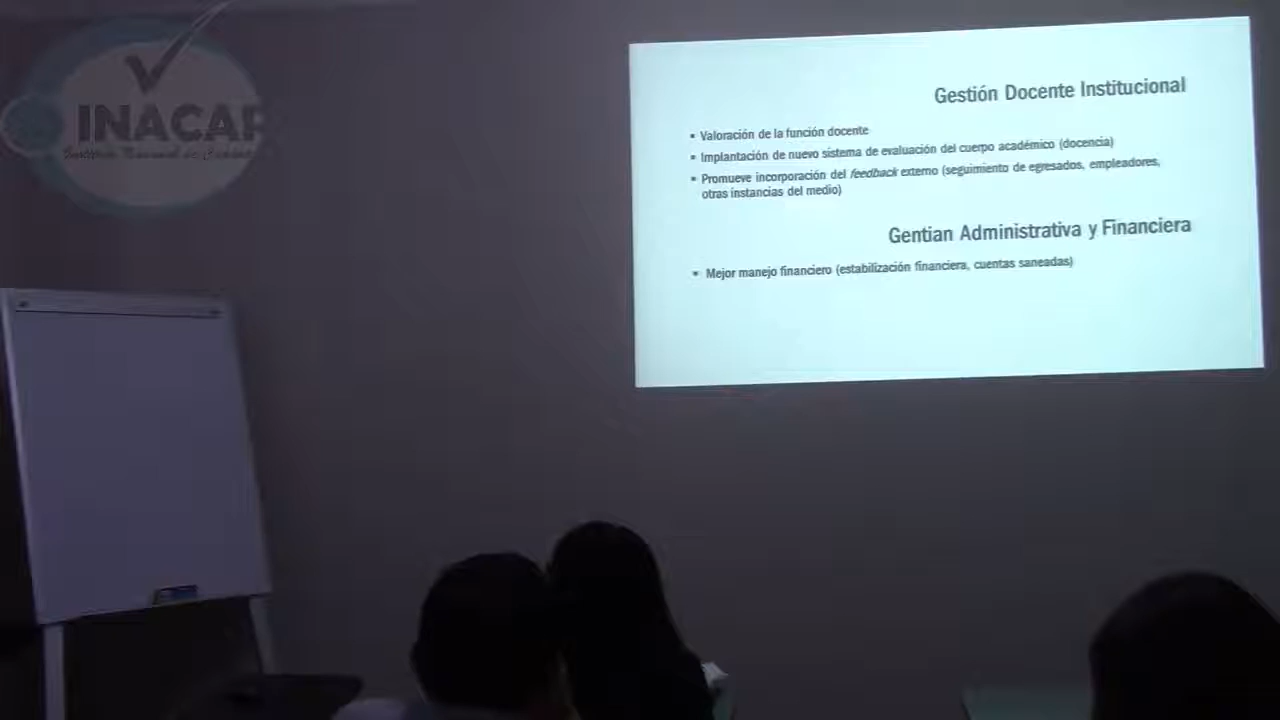 INACAP
Gestión Docente Institucional
▪ Valoración de la función docente
▪ Implantación de nuevo sistema de evaluación del cuerpo académico (docencia)
▪ Promueve incorporación del feedback externo (seguimiento de egresados, empleadores,
otras instancias del medio)
Gentian Administrativa y Financiera
▪ Mejor manejo financiero (estabilización financiera, cuentas saneadas)